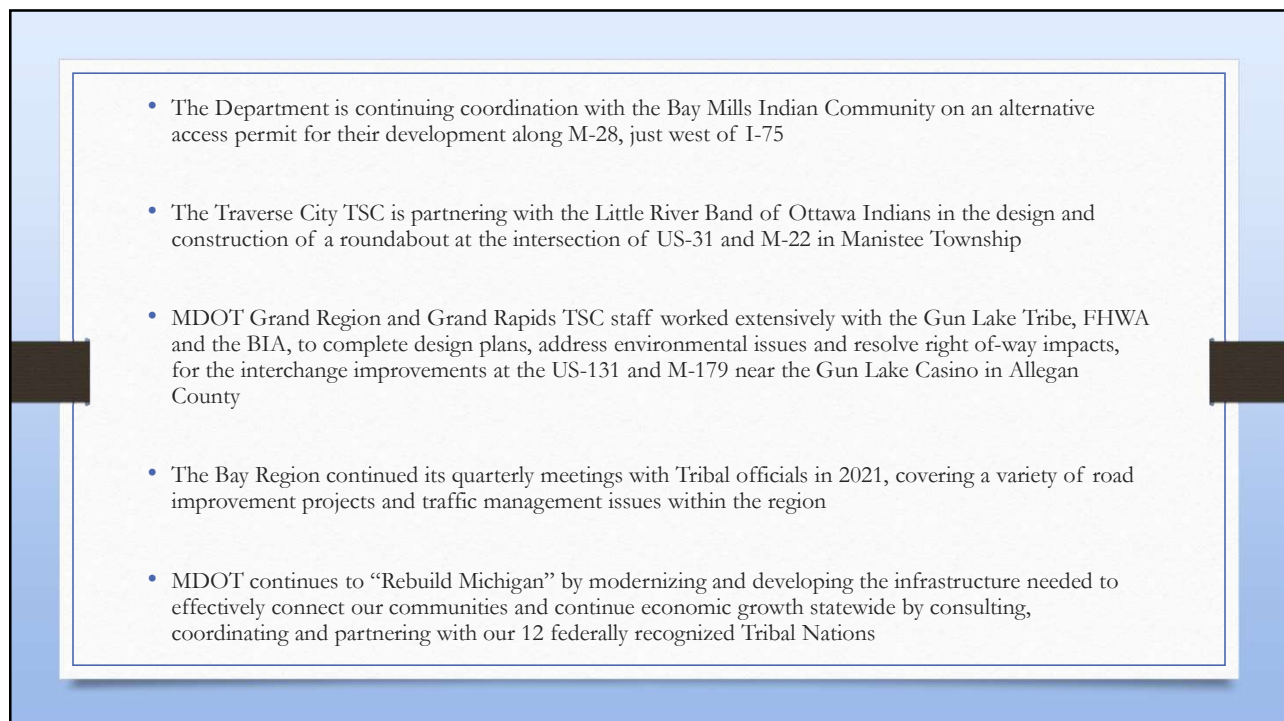 • The Department is continuing coordination with the Bay Mills Indian Community on an alternative
access permit for their development along M-28, just west of I-75
• The Traverse City TSC is partnering with the Little River Band of Ottawa Indians in the design and
construction of a roundabout at the intersection of US-31 and M-22 in Manistee Township
• MDOT Grand Region and Grand Rapids TSC staff worked extensively with the Gun Lake Tribe, FHWA
and the BIA, to complete design plans, address environmental issues and resolve right of-way impacts,
for the interchange improvements at the US-131 and M-179 near the Gun Lake Casino in Allegan
County
• The Bay Region continued its quarterly meetings with Tribal officials in 2021, covering a variety of road
improvement projects and traffic management issues within the region
• MDOT continues to “Rebuild Michigan” by modernizing and developing the infrastructure needed to
effectively connect our communities and continue economic growth statewide by consulting,
coordinating and partnering with our 12 federally recognized Tribal Nations